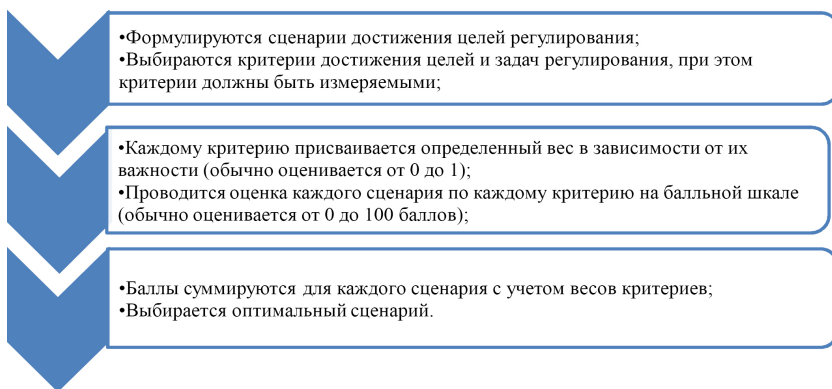 •Формулируются сценарии достижения целей регулирования;
•Выбираются критерии достижения целей и задач регулирования, при этом
критерии должны быть измеряемыми;
•Каждому критерию присваивается определенный вес в зависимости от их
важности (обычно оценивается от 0 до 1);
•Проводится оценка каждого сценария по каждому критерию на балльной шкале
(обычно оценивается от 0 до 100 баллов);
•Баллы суммируются для каждого сценария с учетом весов критериев;
•Выбирается оптимальный сценарий.